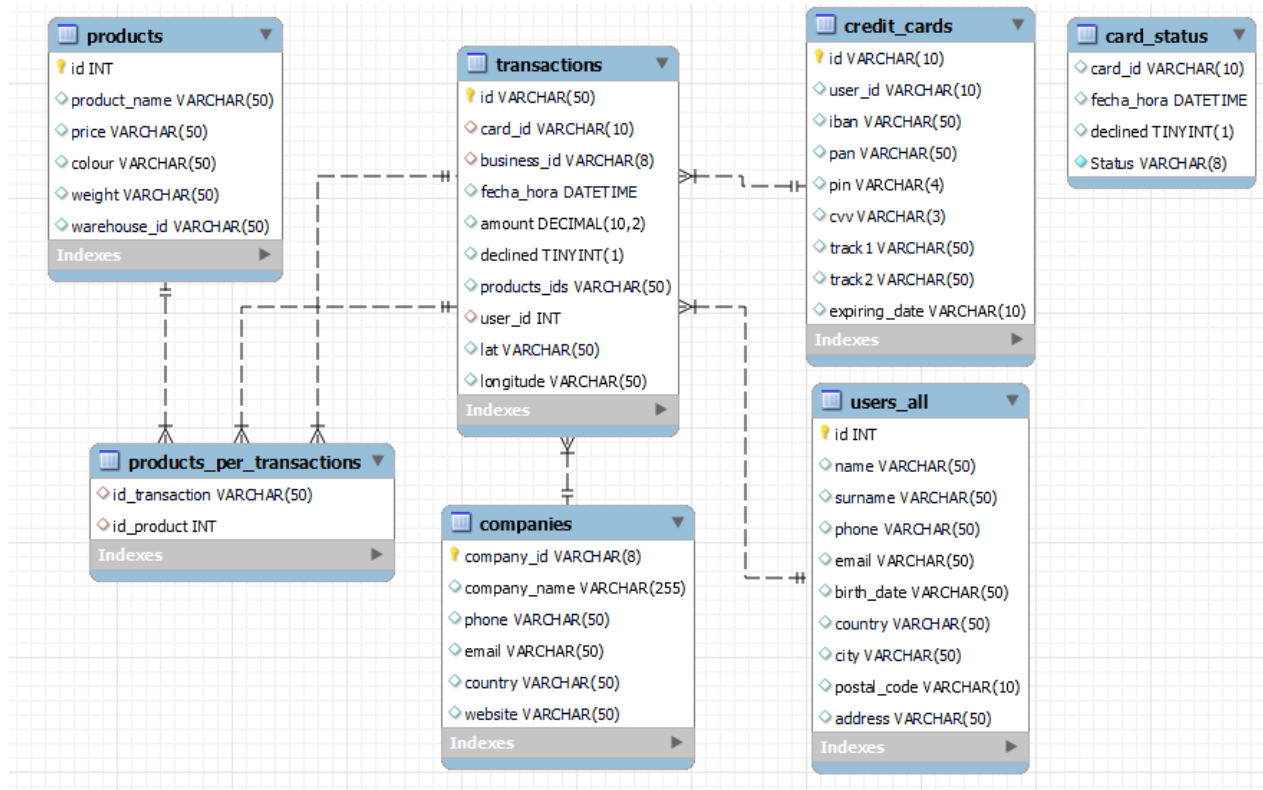 products
id INT
product_name VARCHAR(50)
price VARCHAR(50)
colour VARCHAR(50)
weight VARCHAR(50)
warehouse_id VARCHAR(50)
Indexes
transactions
id VARCHAR(50)
card_id VARCHAR(10)
business_id VARCHAR(8)
fecha_hora DATETIME
amount DECIMAL(10,2)
declined TINYINT(1)
products_ids VARCHAR(50)
user_id INT
lat VARCHAR(50)
longitude VARCHAR(50)
Indexes
credit_cards
id VARCHAR(10)
user_id VARCHAR(10)
iban VARCHAR(50)
pan VARCHAR(50)
pin VARCHAR(4)
cvv VARCHAR(3)
track1 VARCHAR(50)
track2 VARCHAR(50)
expiring_date VARCHAR(10)
Indexes
card_status
card_id VARCHAR(10)
fecha_hora DATETIME
declined TINYINT(1)
Status VARCHAR(8)
products_per_transactions
id_transaction VARCHAR(50)
id_product INT
Indexes
companies
company_id VARCHAR(8)
company_name VARCHAR(255)
phone VARCHAR(50)
email VARCHAR(50)
country VARCHAR(50)
website VARCHAR(50)
Indexes
users_all
id INT
name VARCHAR(50)
surname VARCHAR(50)
phone VARCHAR(50)
email VARCHAR(50)
birth_date VARCHAR(50)
country VARCHAR(50)
city VARCHAR(50)
postal_code VARCHAR(10)
address VARCHAR(50)
Indexes